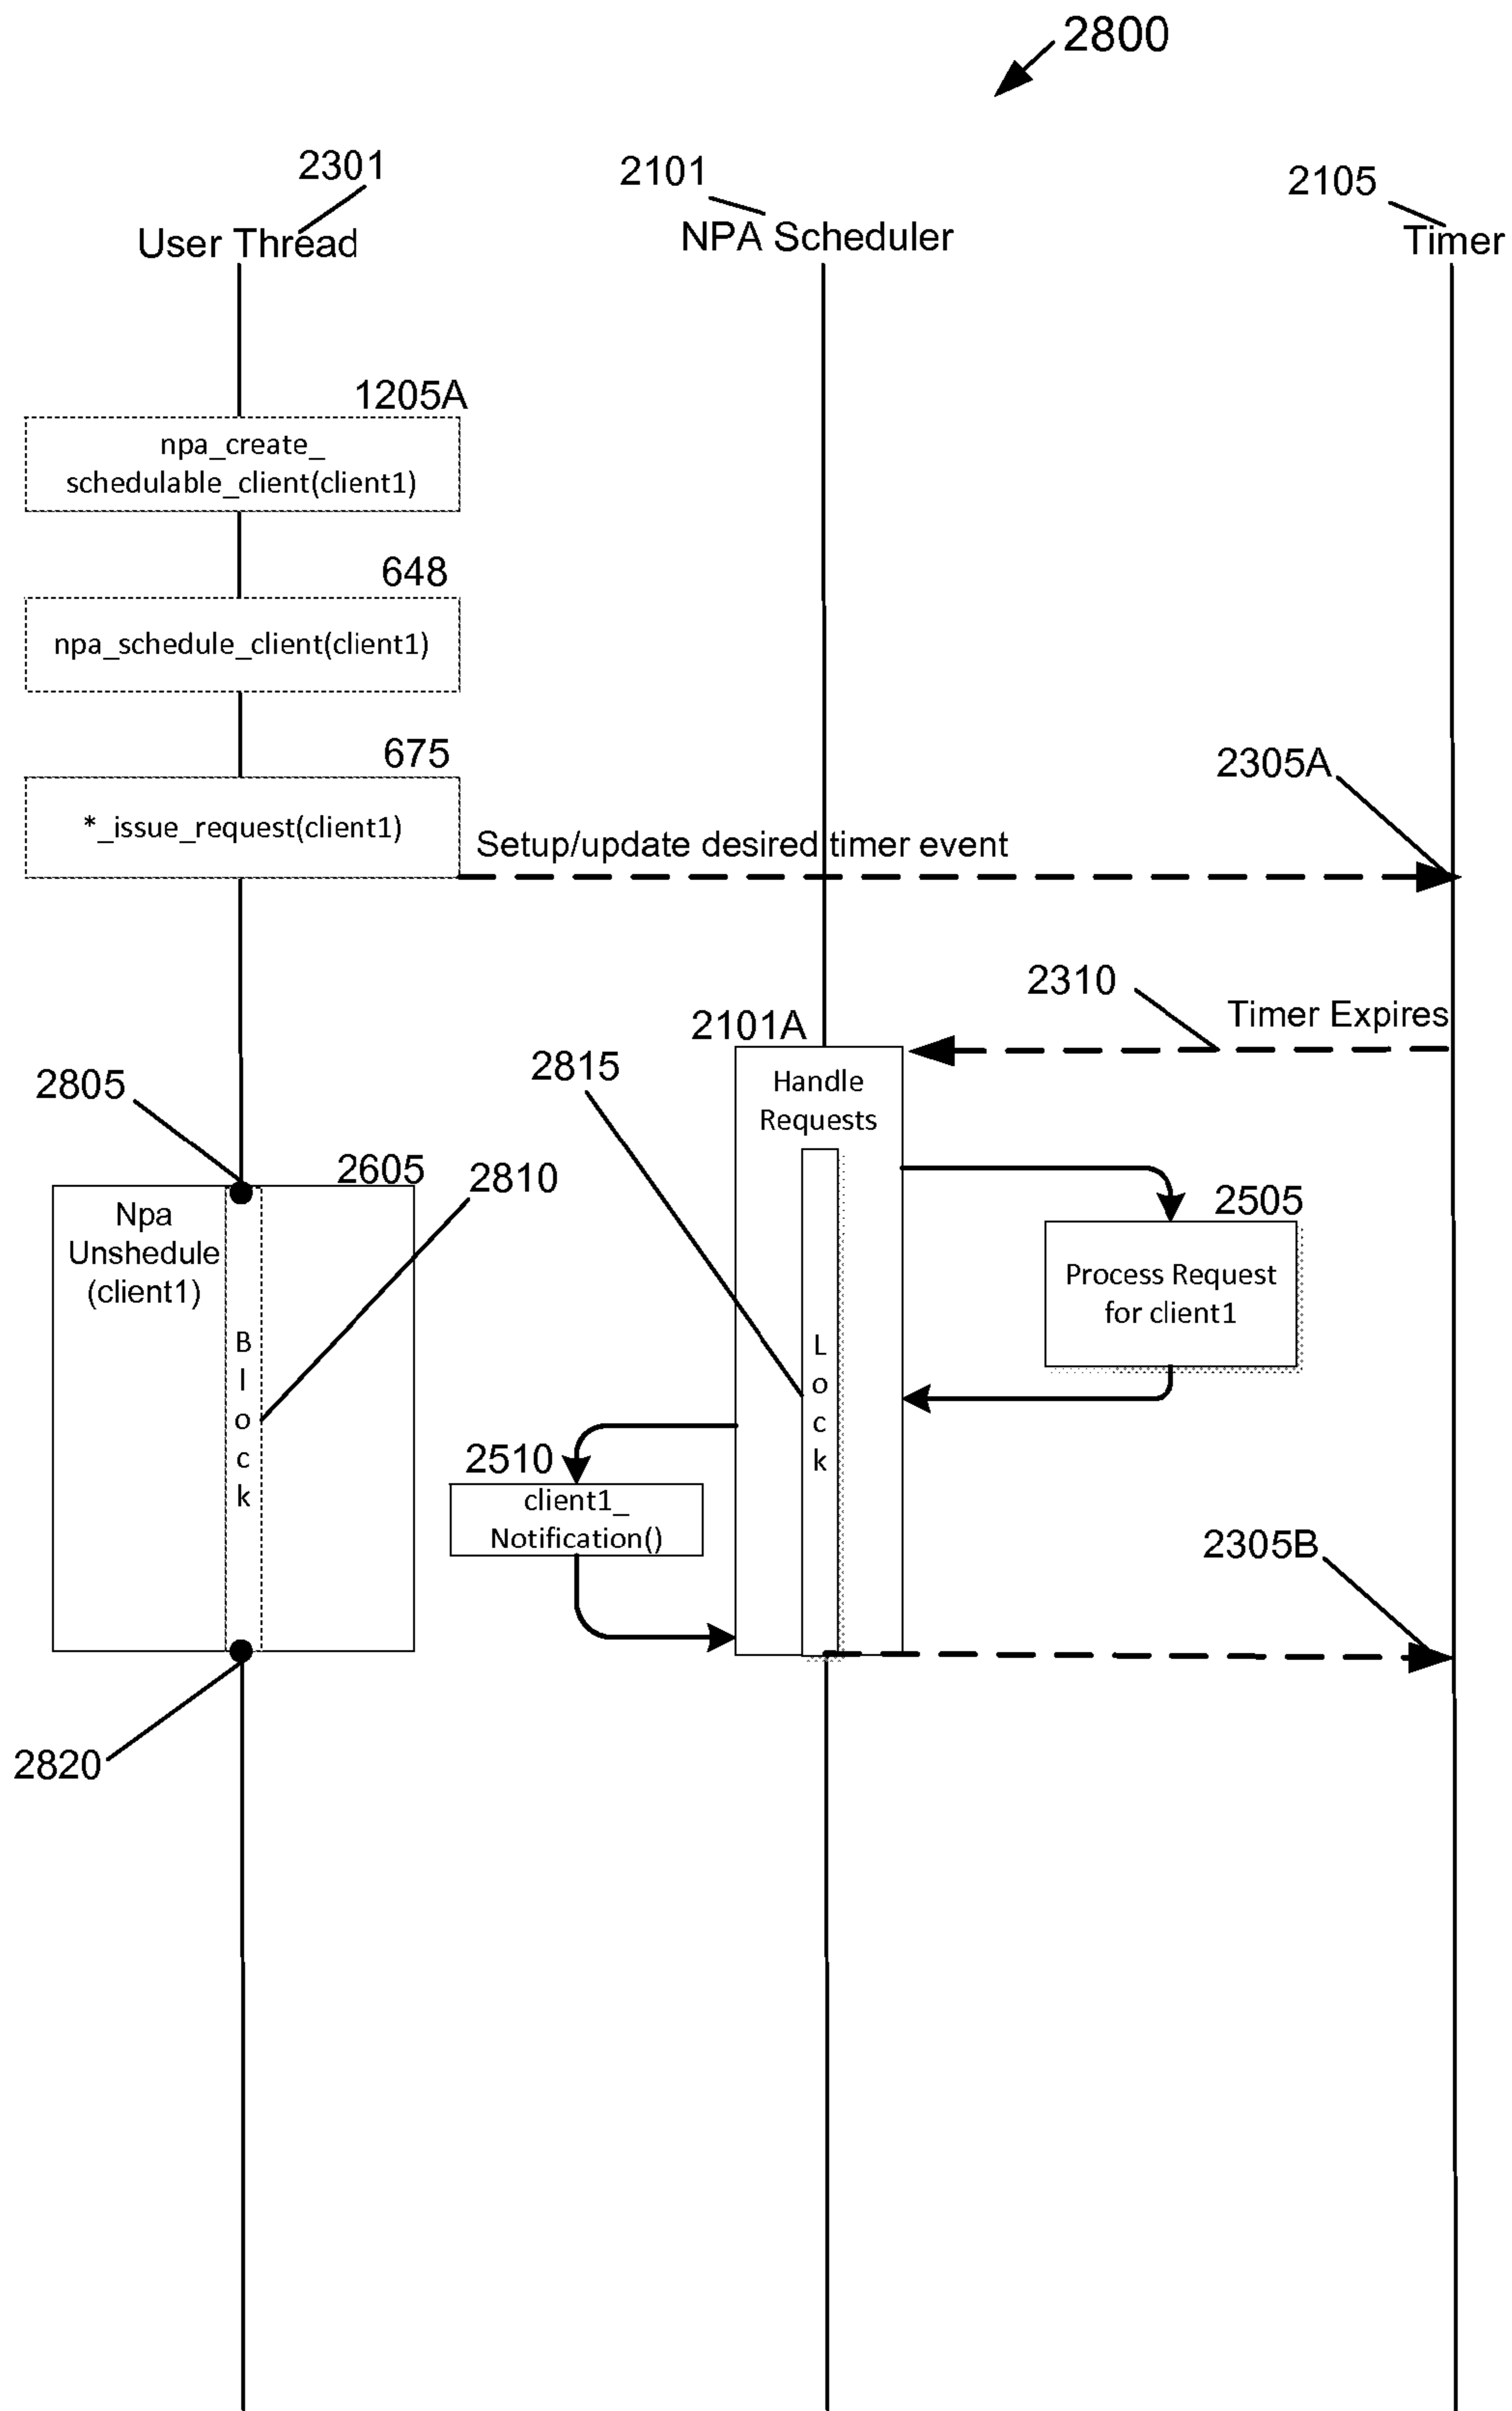 2800
2301
2101
2105
User Thread
NPA Scheduler
Timer
1205A
npa_create_
schedulable_client(client1)
648
npa_schedule_client(client1)
675
*_issue_request(client1)
Setup/update desired timer event
2305A
2310
Timer Expires
2101A
2815
Handle
Requests
2805
2605
2810
Npa
Unshedule
(client1)
Block
Lock
2505
Process Request
for client1
2510
client1_
Notification()
2305B
2820